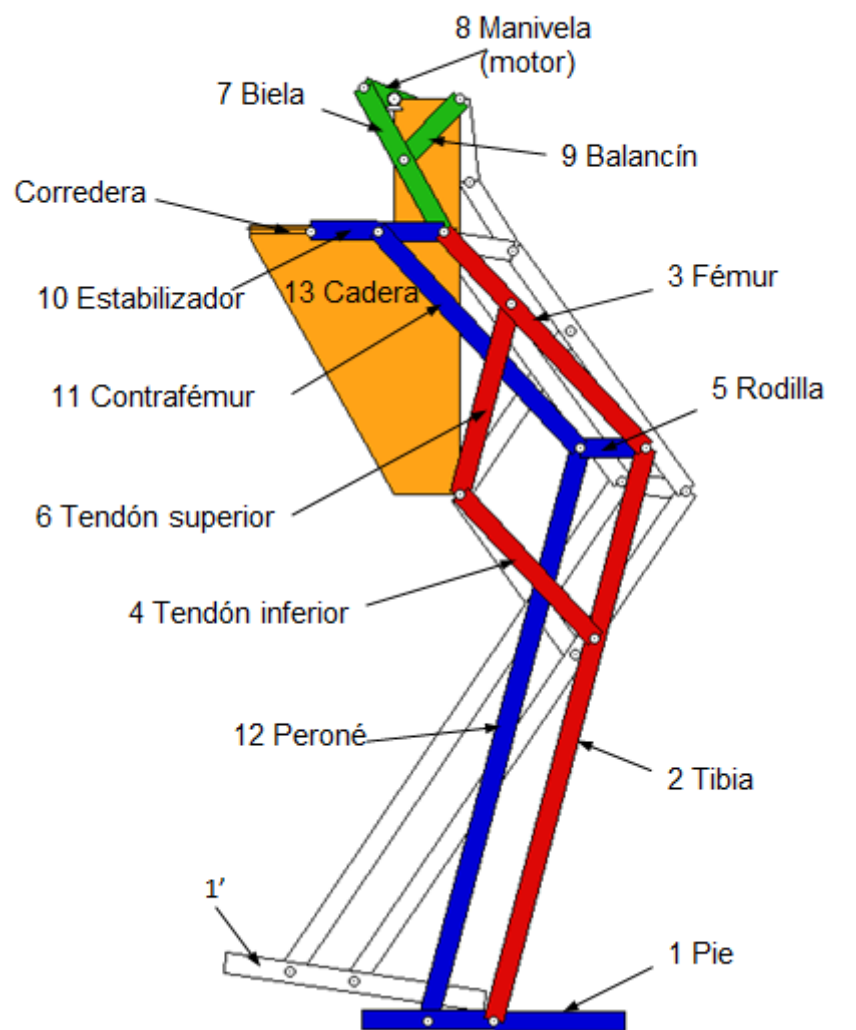 8 Manivela
(motor)
7 Biela
9 Balancín
Corredera
10 Estabilizador
13 Cadera
3 Fémur
11 Contrafémur
5 Rodilla
6 Tendón superior
4 Tendón inferior
12 Peroné
2 Tibia
1’
1 Pie